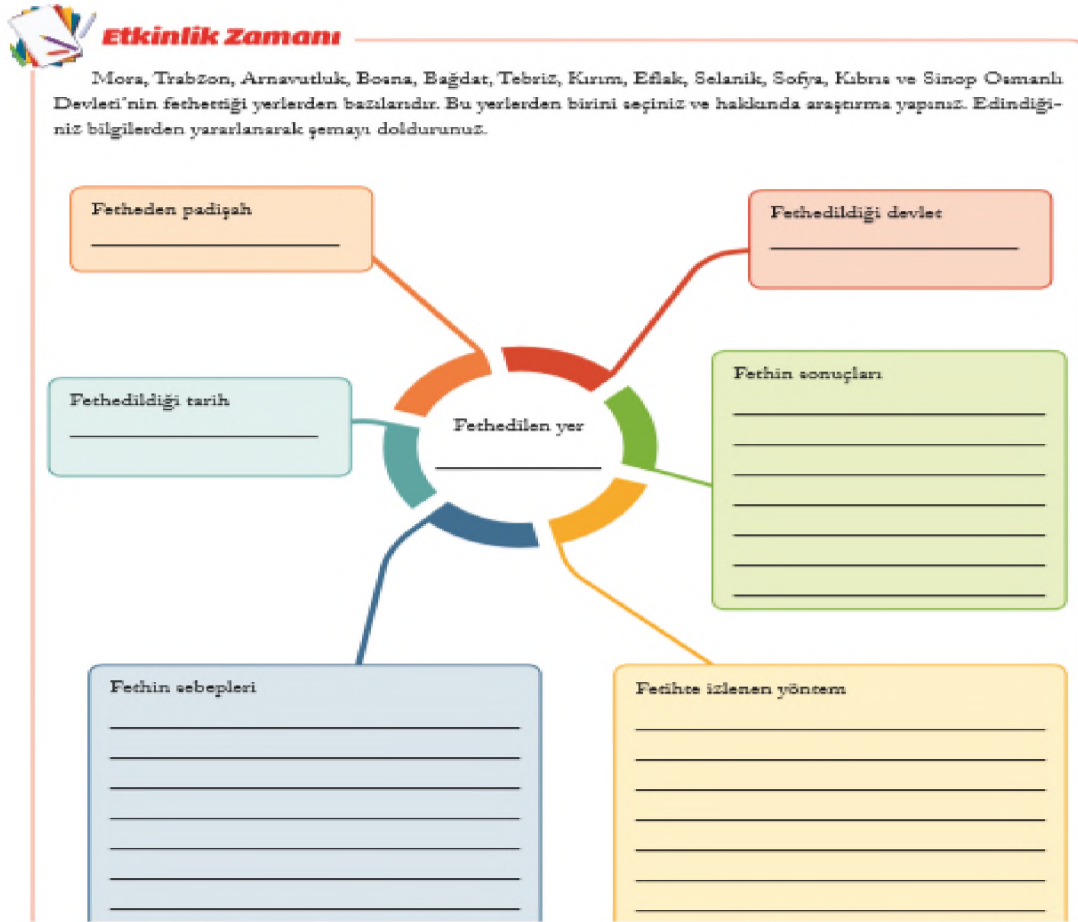 Etkinlik Zamanı
Mora, Trabzon, Arnavutluk, Bosna, Bağdat, Tebriz, Kırım, Eflak, Selanik, Sofya, Kıbrıs ve Sinop Osmanlı
Devleti'nin fethettiği yerlerden bazılarıdır. Bu yerlerden birini seçiniz ve hakkında araştırma yapınız. Edindiği-
niz bilgilerden yararlanarak şemayı doldurunuz.
Fetheden padişah
Fethedildiği devlet
Fethedildiği tarih
Fethedilen yer
Fethin sonuçları
Fethin sebepleri
Fetihte izlenen yöntem